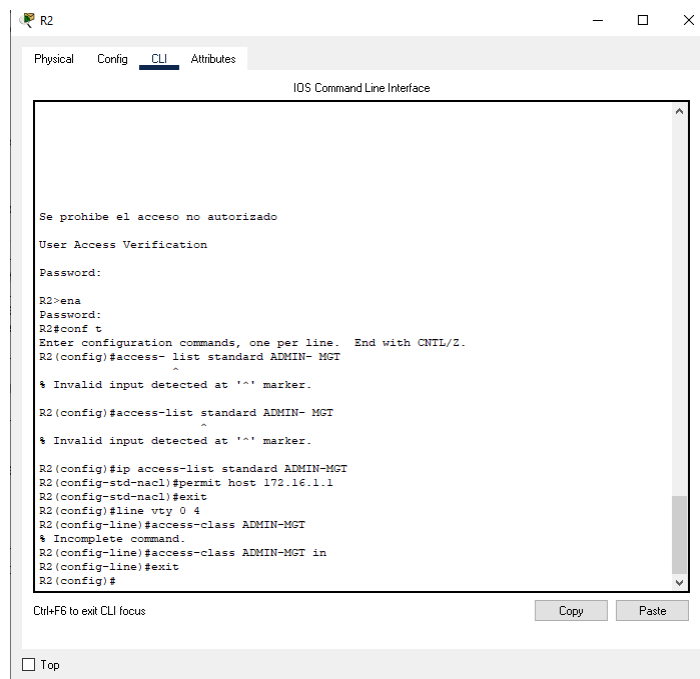 R2
Physical Config CLI Attributes
IOS Command Line Interface
Se prohibe el acceso no autorizado
User Access Verification
Password:
R2>ena
Password:
R2#conf t
Enter configuration commands, one per line.  End with CNTL/Z.
R2(config)#access- list standard ADMIN- MGT
^
% Invalid input detected at '^' marker.
R2(config)#access-list standard ADMIN- MGT
^
% Invalid input detected at '^' marker.
R2(config)#ip access-list standard ADMIN-MGT
R2(config-std-nacl)#permit host 172.16.1.1
R2(config-std-nacl)#exit
R2(config)#line vty 0 4
R2(config-line)#access-class ADMIN-MGT
% Incomplete command.
R2(config-line)#access-class ADMIN-MGT in
R2(config-line)#exit
R2(config)#
Ctrl+F6 to exit CLI focus
Copy Paste
Top